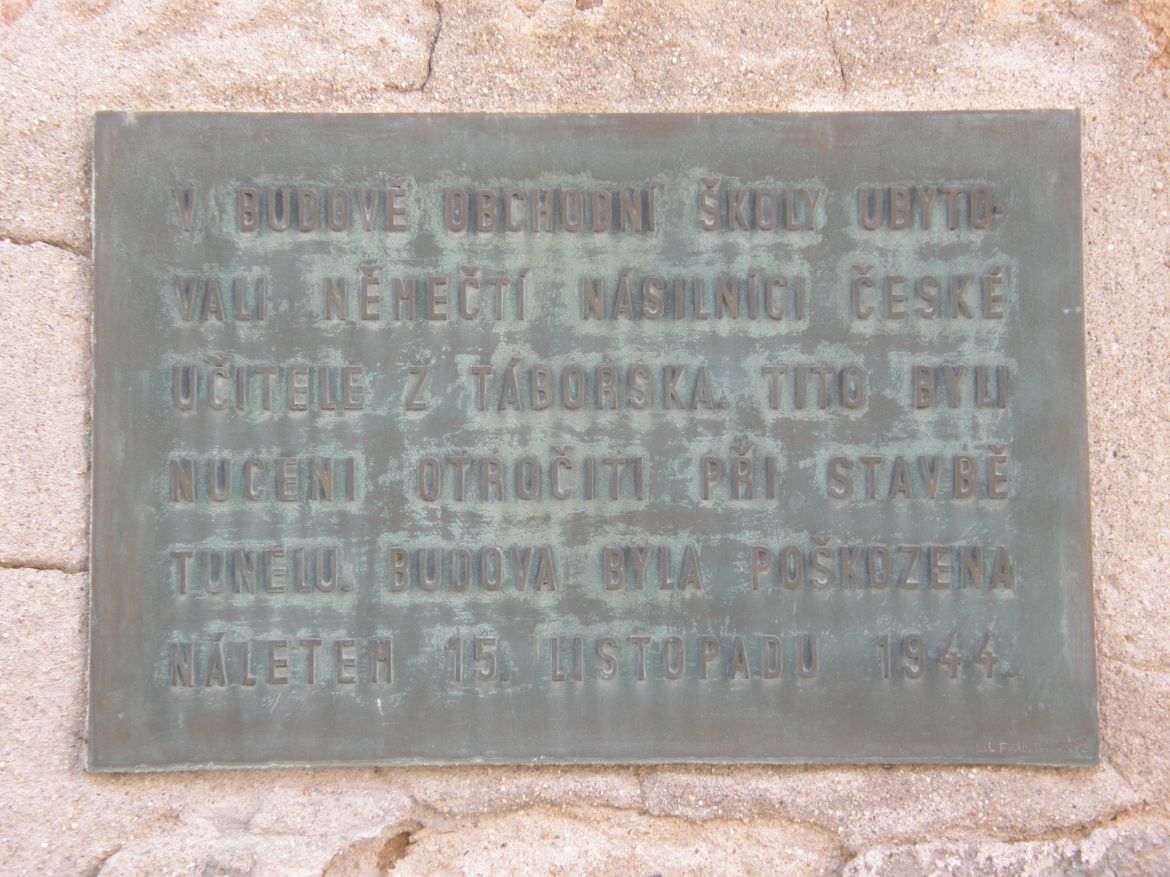 V BUDOVĚ OBCHODNÍ ŠKOLY UBYTO-
VALI NĚMEČTÍ NÁSILNÍCI ČESKÉ
UČITELE Z TÁBORSKA. TITO BYLI
NUCENI OTROČITI PŘI STAVBĚ
TUNELU. BUDOVA BYLA POŠKOZENA
NÁLETEM 15. LISTOPADU 1944.